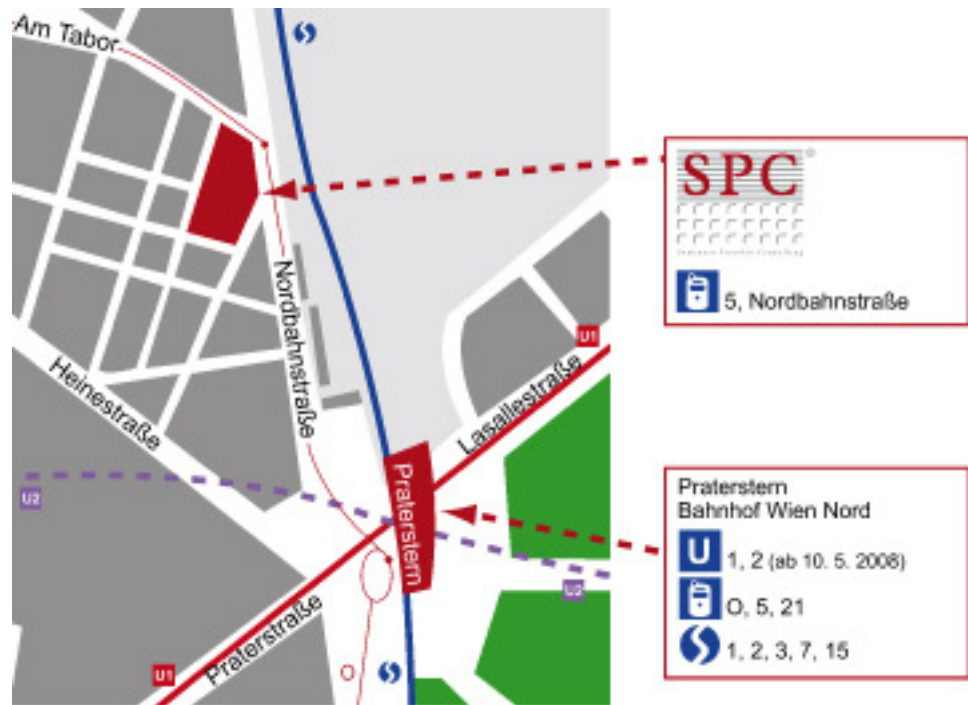 Am Tabor
SPC
®
5, Nordbahnstraße
Nordbahnstraße
U1
Heinestraße
Lasallestraße
U2
Praterstern
Praterstern
Bahnhof Wien Nord
U 1, 2 (ab 10. 5. 2008)
O, 5, 21
1, 2, 3, 7, 15
U2
Praterstraße
U1
O